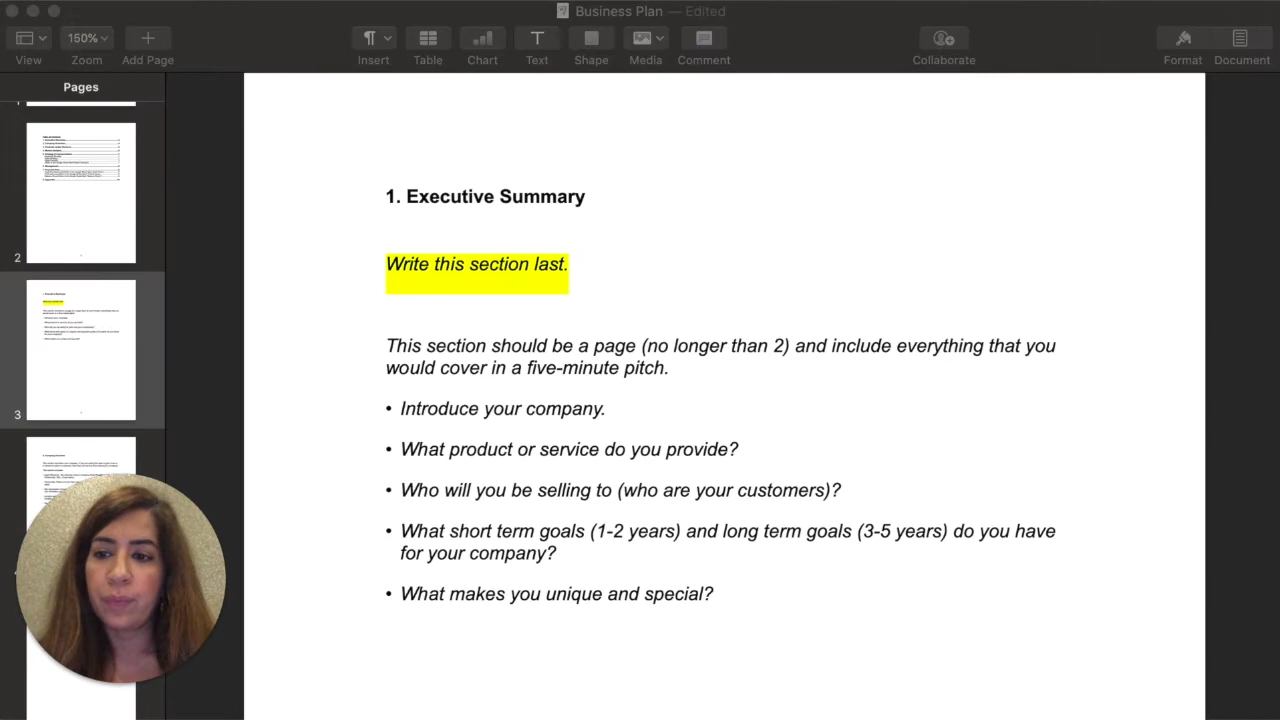 Business Plan — Edited
150%
View
Zoom
Add Page
Insert
Table
Chart
Text
Shape
Media
Comment
Collaborate
Format
Document
Pages
2
3
1. Executive Summary
Write this section last.
This section should be a page (no longer than 2) and include everything that you
would cover in a five-minute pitch.
• Introduce your company.
• What product or service do you provide?
• Who will you be selling to (who are your customers)?
• What short term goals (1-2 years) and long term goals (3-5 years) do you have
for your company?
• What makes you unique and special?